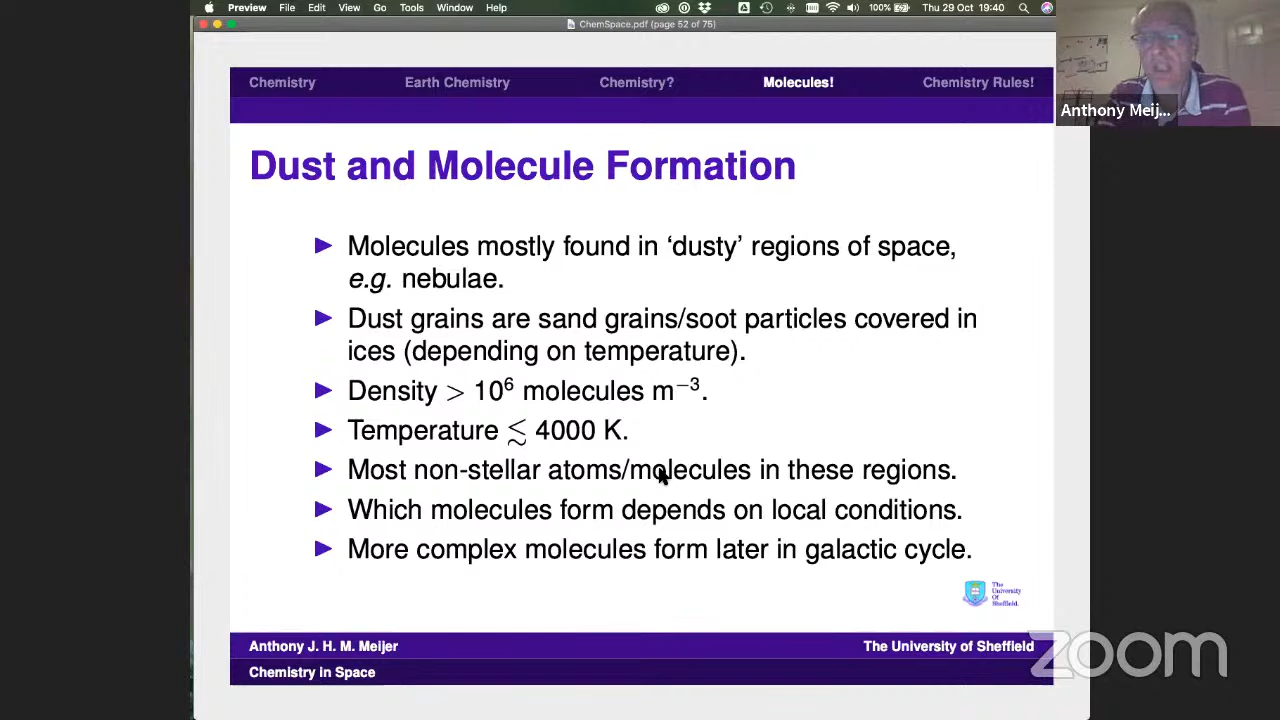 Preview File Edit View Go Tools Window Help 100% Thu 29 Oct 19:40
ChemSpace.pdf (page 52 of 75)
Chemistry Earth Chemistry Chemistry? Molecules! Chemistry Rules!
Anthony Meij...
Dust and Molecule Formation
▶ Molecules mostly found in ‘dusty’ regions of space,
e.g. nebulae.
▶ Dust grains are sand grains/soot particles covered in
ices (depending on temperature).
▶ Density > 10⁶ molecules m⁻³.
▶ Temperature ≲ 4000 K.
▶ Most non-stellar atoms/molecules in these regions.
▶ Which molecules form depends on local conditions.
▶ More complex molecules form later in galactic cycle.
The
University
Of
Sheffield.
Anthony J. H. M. Meijer The University of Sheffield
Chemistry in Space
zoom